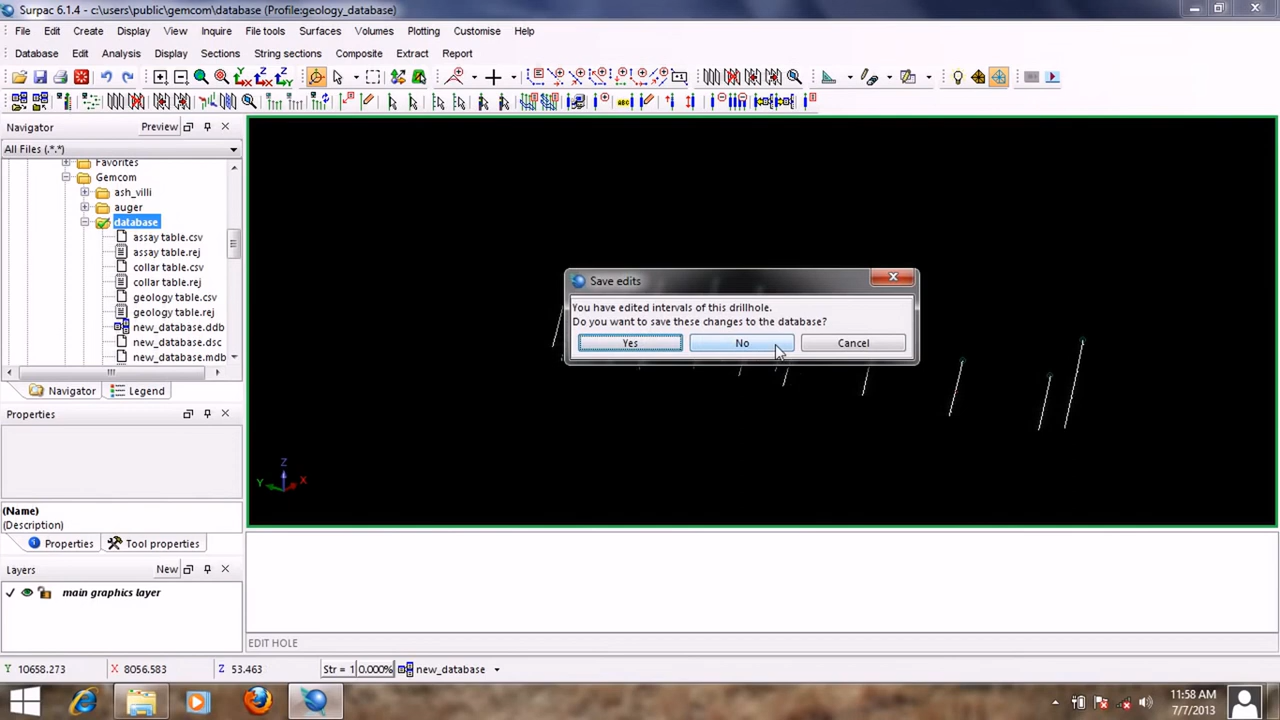 Surpac 6.1.4 - c:\users\public\gemcom\database (Profile:geology_database)
File Edit Create Display View Inquire File tools Surfaces Volumes Plotting Customise Help
Database Edit Analysis Display Sections String sections Composite Extract Report
Navigator Preview
All Files (*.*)
Favorites
Gemcom
ash_villi
auger
database
assay table.csv
assay table.rej
collar table.csv
collar table.rej
geology table.csv
geology table.rej
new_database.ddb
new_database.dsc
new_database.mdb
Navigator Legend
Properties
(Name)
(Description)
Properties Tool properties
Layers New
main graphics layer
Save edits
You have edited intervals of this drillhole.
Do you want to save these changes to the database?
Yes No Cancel
Z
Y X
EDIT HOLE
Y 10658.273 X 8056.583 Z 53.463 Str = 1 0.000% new_database
11:58 AM
7/7/2013